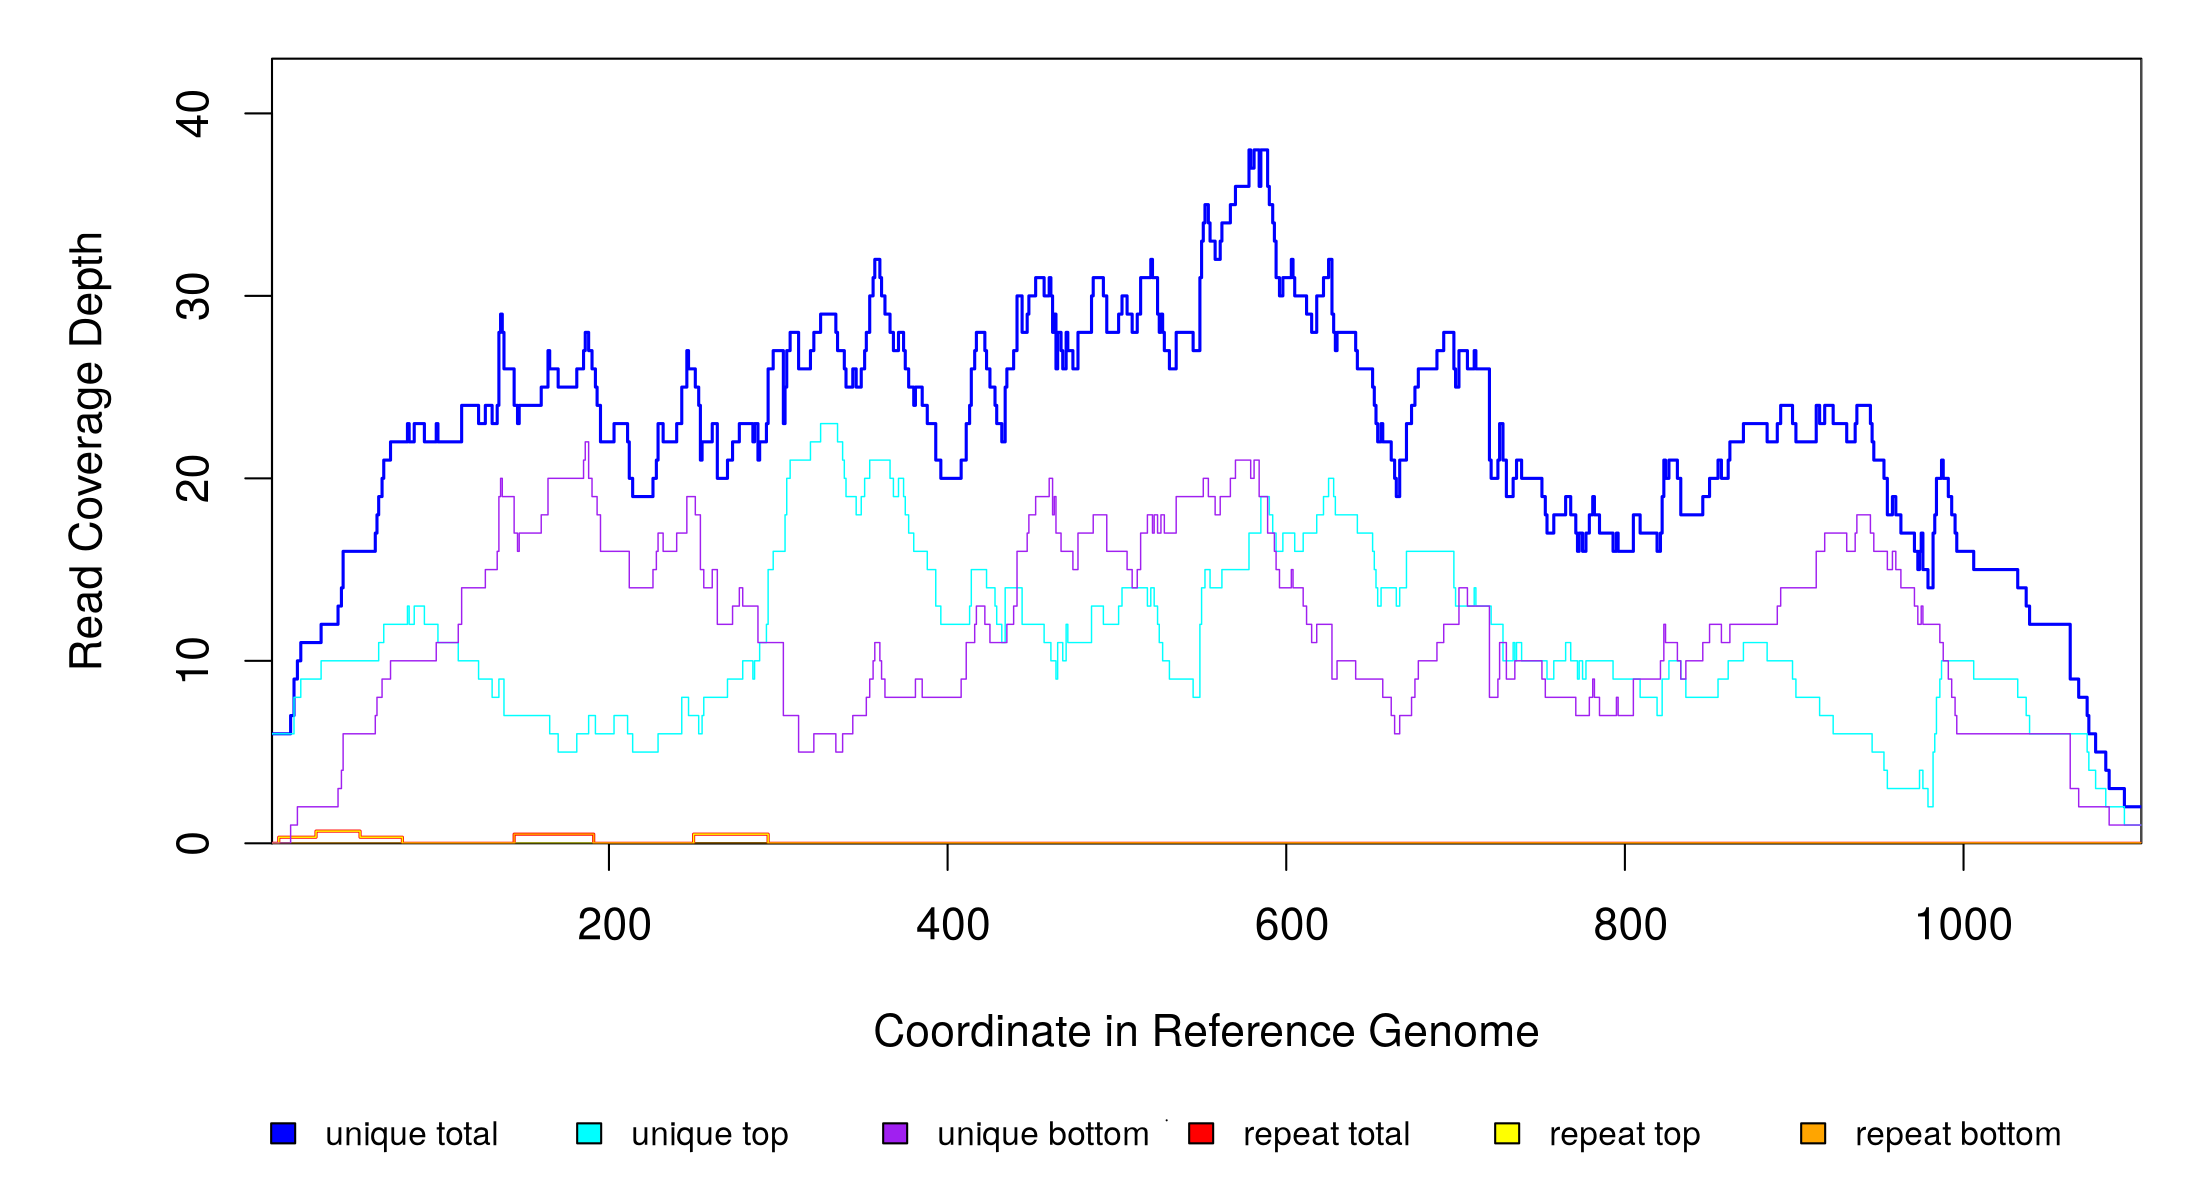 Read Coverage Depth
40
30
20
10
0
200 400 600 800 1000
Coordinate in Reference Genome
unique total unique top unique bottom repeat total repeat top repeat bottom